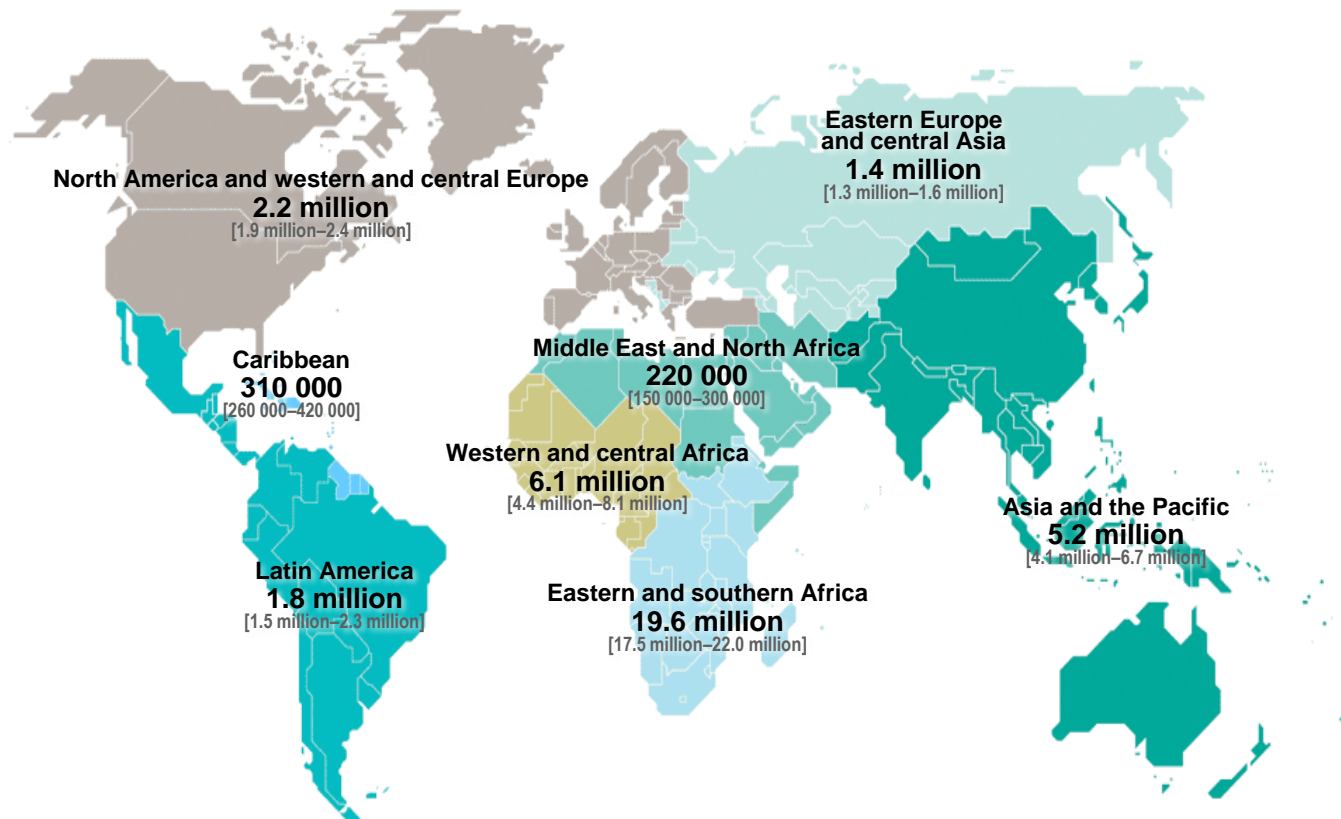 Eastern Europe
and central Asia
1.4 million
[1.3 million–1.6 million]
North America and western and central Europe
2.2 million
[1.9 million–2.4 million]
Middle East and North Africa
220 000
[150 000–300 000]
Caribbean
310 000
[260 000–420 000]
Western and central Africa
6.1 million
[4.4 million–8.1 million]
Asia and the Pacific
5.2 million
[4.1 million–6.7 million]
Latin America
1.8 million
[1.5 million–2.3 million]
Eastern and southern Africa
19.6 million
[17.5 million–22.0 million]